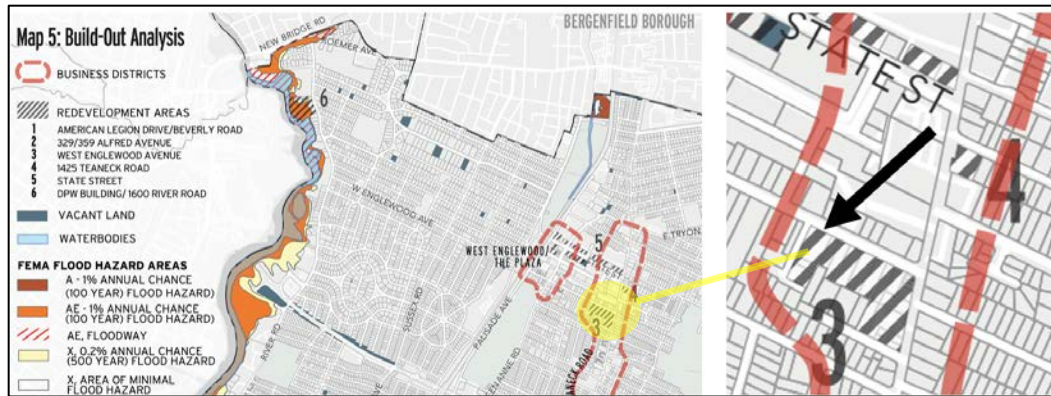 Map 5: Build-Out Analysis
BUSINESS DISTRICTS
REDEVELOPMENT AREAS
1 AMERICAN LEGION DRIVE/BEVERLY ROAD
2 329/359 ALFRED AVENUE
3 WEST ENGLEWOOD AVENUE
4 1425 TEANECK ROAD
5 STATE STREET
6 DPW BUILDING/ 1600 RIVER ROAD
VACANT LAND
WATERBODIES
FEMA FLOOD HAZARD AREAS
A - 1% ANNUAL CHANCE
(100 YEAR) FLOOD HAZARD)
AE - 1% ANNUAL CHANCE
(100 YEAR) FLOOD HAZARD)
AE, FLOODWAY
X, 0.2% ANNUAL CHANCE
(500 YEAR) FLOOD HAZARD
X, AREA OF MINIMAL
FLOOD HAZARD
BERGENFIELD BOROUGH
NEW BRIDGE RD
ROEMER AVE
6
W ENGLEWOOD AVE
WEST ENGLEWOOD/
THE PLAZA
5
E TRYON
SUSSEX RD
PALISADE AVE
RIVER RD
3
4
ANNE RD
ROAD
STATE ST
4
3